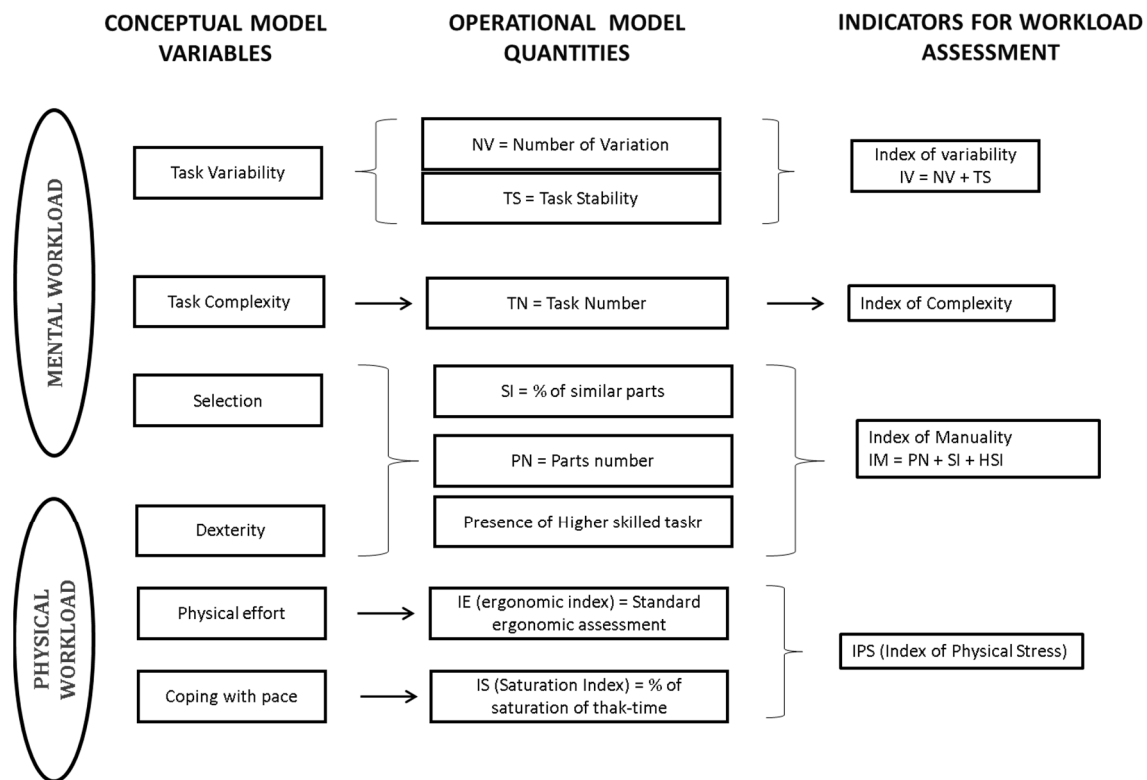 CONCEPTUAL MODEL
VARIABLES
OPERATIONAL MODEL
QUANTITIES
INDICATORS FOR WORKLOAD
ASSESSMENT
MENTAL WORKLOAD
Task Variability
NV = Number of Variation
TS = Task Stability
Index of variability
IV = NV + TS
Task Complexity
TN = Task Number
Index of Complexity
Selection
SI = % of similar parts
PN = Parts number
Index of Manuality
IM = PN + SI + HSI
Dexterity
Presence of Higher skilled taskr
PHYSICAL
WORKLOAD
Physical effort
IE (ergonomic index) = Standard
ergonomic assessment
IPS (Index of Physical Stress)
Coping with pace
IS (Saturation Index) = % of
saturation of thak-time